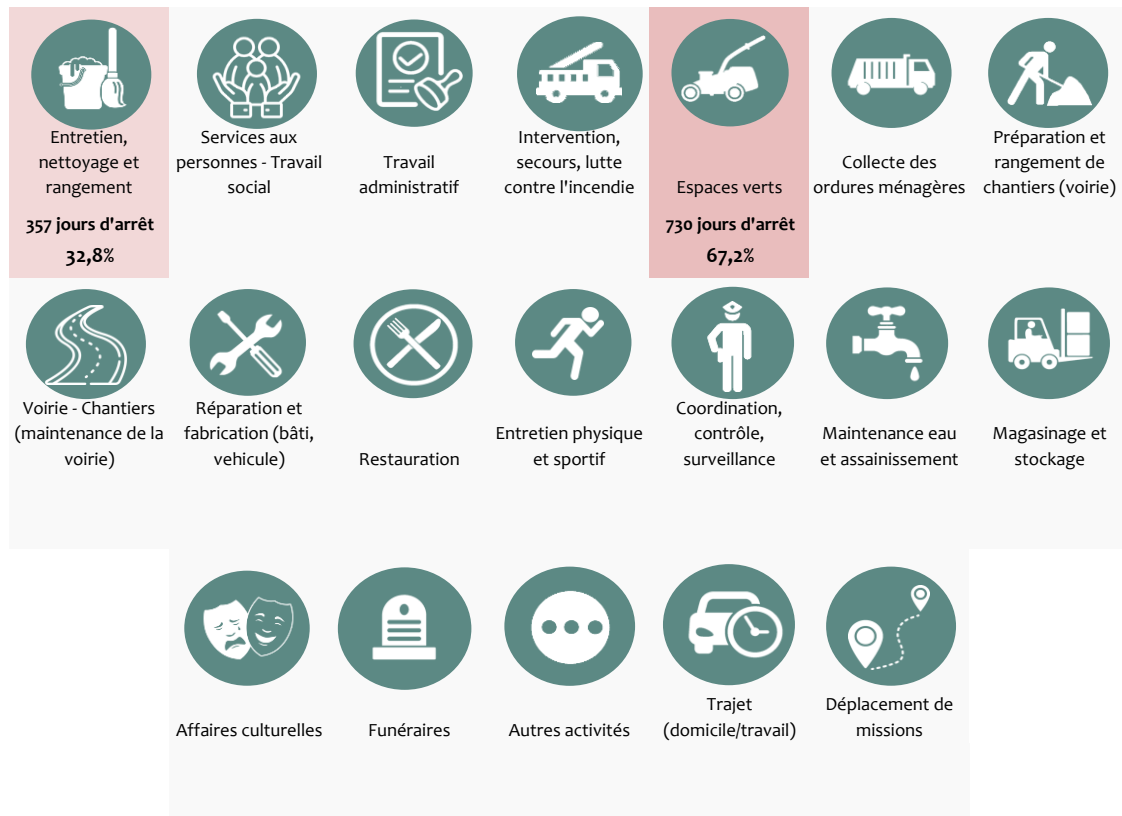 Entretien,
nettoyage et
rangement
357 jours d'arrêt
32,8%
Services aux
personnes - Travail
social
Travail
administratif
Intervention,
secours, lutte
contre l'incendie
Espaces verts
730 jours d'arrêt
67,2%
Collecte des
ordures ménagères
Préparation et
rangement de
chantiers (voirie)
Voirie - Chantiers
(maintenance de la
voirie)
Réparation et
fabrication (bâti,
vehicule)
Restauration
Entretien physique
et sportif
Coordination,
contrôle,
surveillance
Maintenance eau
et assainissement
Magasinage et
stockage
Affaires culturelles
Funéraires
Autres activités
Trajet
(domicile/travail)
Déplacement de
missions